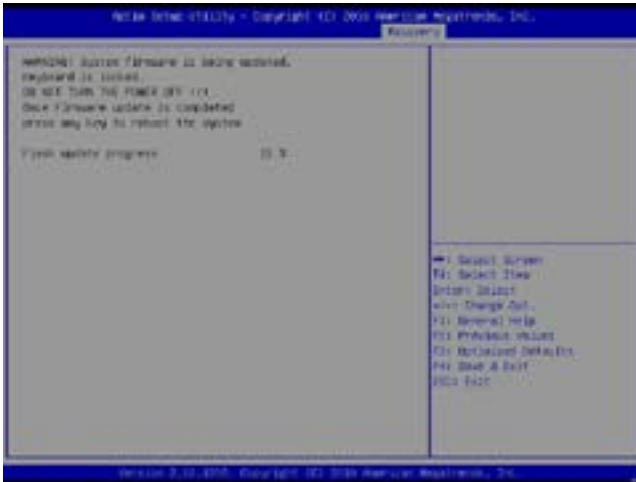 Aptio Setup Utility - Copyright (C) American Megatrends, Inc.
Recovery
WARNING! System firmware is being updated.
Keyboard is locked.
DO NOT TURN THE POWER OFF !!!
Once firmware update is completed
press any key to reboot the system
Flash update progress %
: Select Screen
: Select Item
Enter: Select
+/-: Change Opt.
F1: General Help
F2: Previous Values
F3: Optimized Defaults
F4: Save & Exit
ESC: Exit
Version Copyright (C) American Megatrends, Inc.